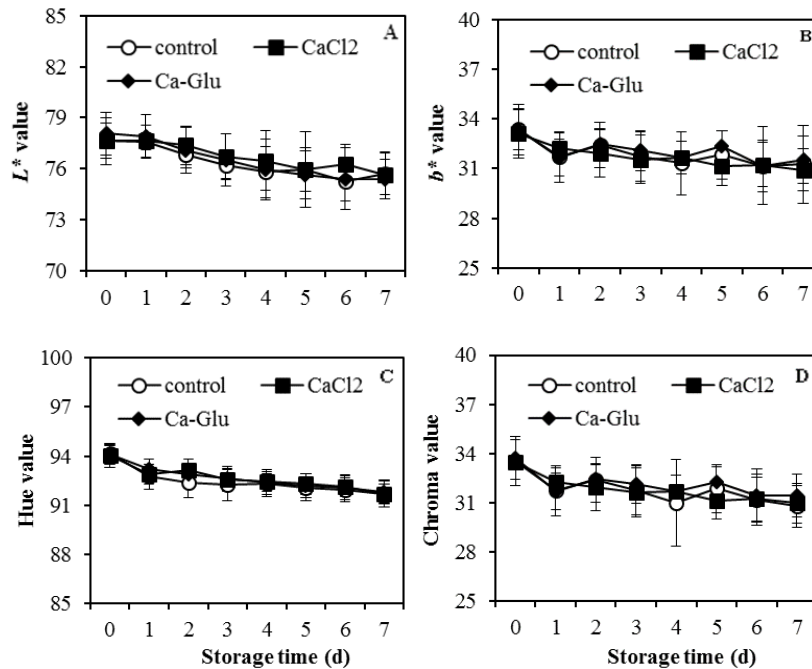 85
82
79
76
73
70
L* value
A
control
CaCl2
Ca-Glu
0 1 2 3 4 5 6 7
40
37
34
31
28
25
b* value
B
control
CaCl2
Ca-Glu
0 1 2 3 4 5 6 7
100
97
94
91
88
85
Hue value
C
control
CaCl2
Ca-Glu
0 1 2 3 4 5 6 7
Storage time (d)
40
37
34
31
28
25
Chroma value
D
control
CaCl2
Ca-Glu
0 1 2 3 4 5 6 7
Storage time (d)